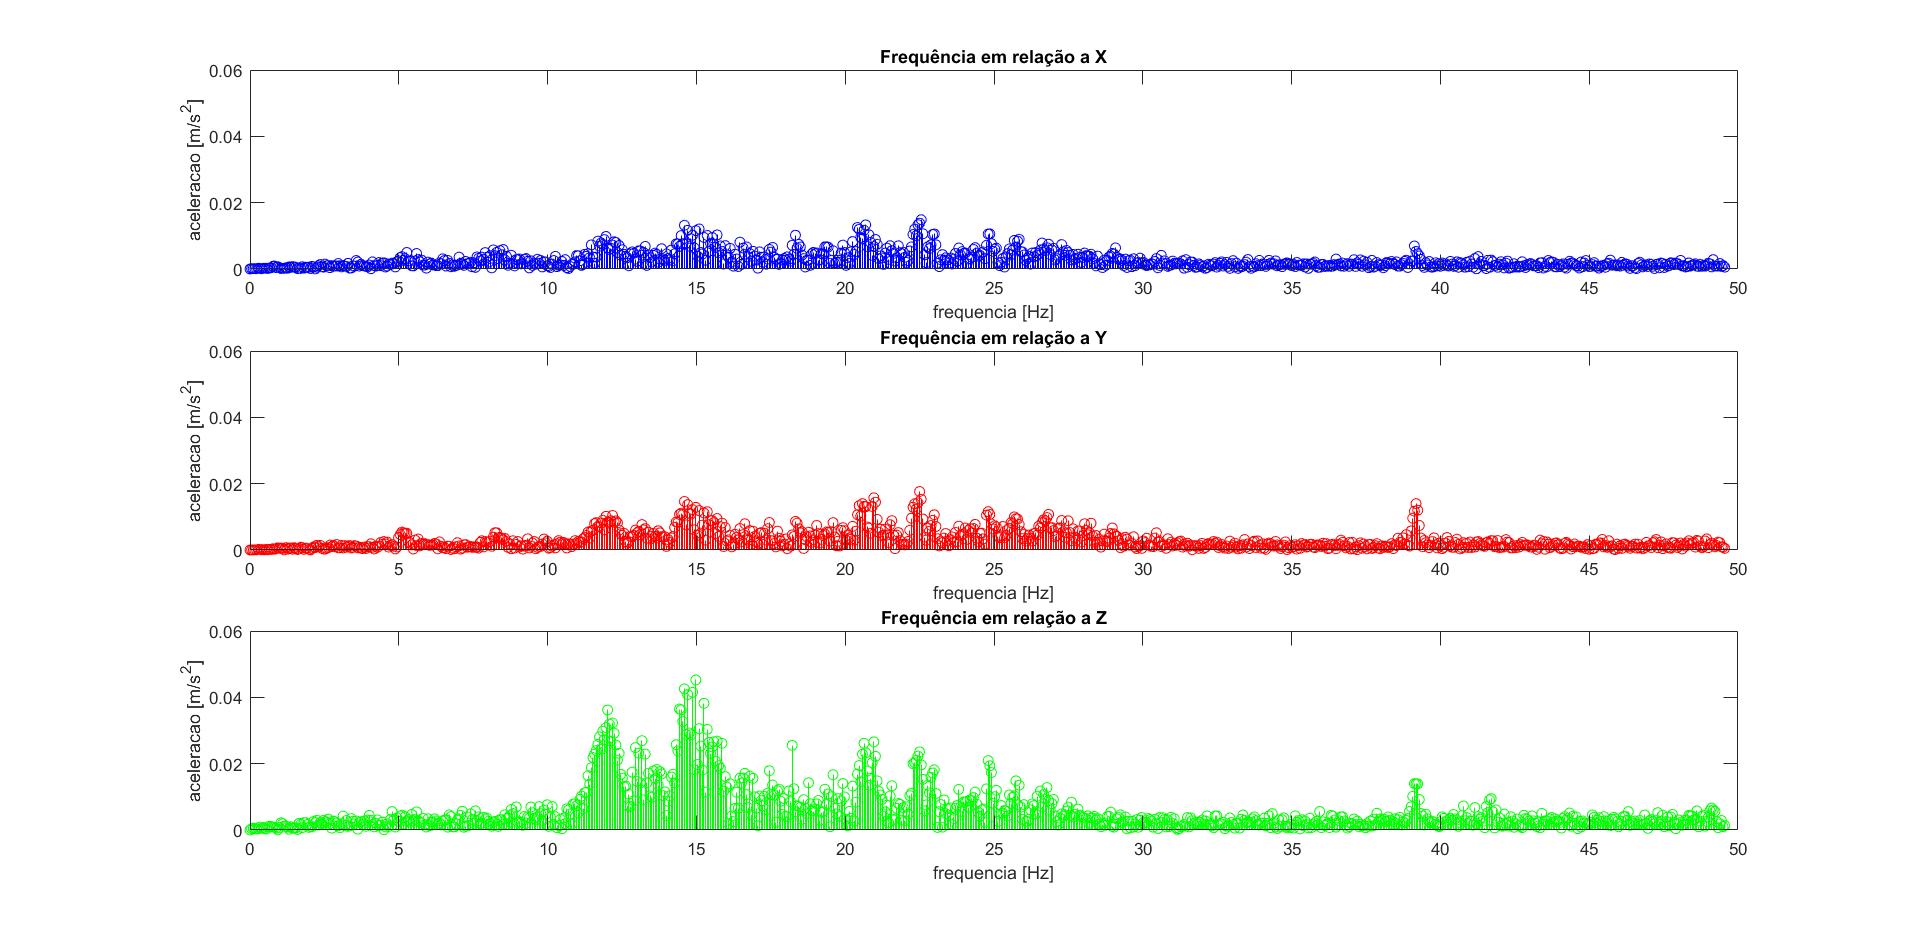 Frequência em relação a X
aceleracao [m/s²]
0.06
0.04
0.02
0
0 5 10 15 20 25 30 35 40 45 50
frequencia [Hz]
Frequência em relação a Y
aceleracao [m/s²]
0.06
0.04
0.02
0
0 5 10 15 20 25 30 35 40 45 50
frequencia [Hz]
Frequência em relação a Z
aceleracao [m/s²]
0.06
0.04
0.02
0
0 5 10 15 20 25 30 35 40 45 50
frequencia [Hz]